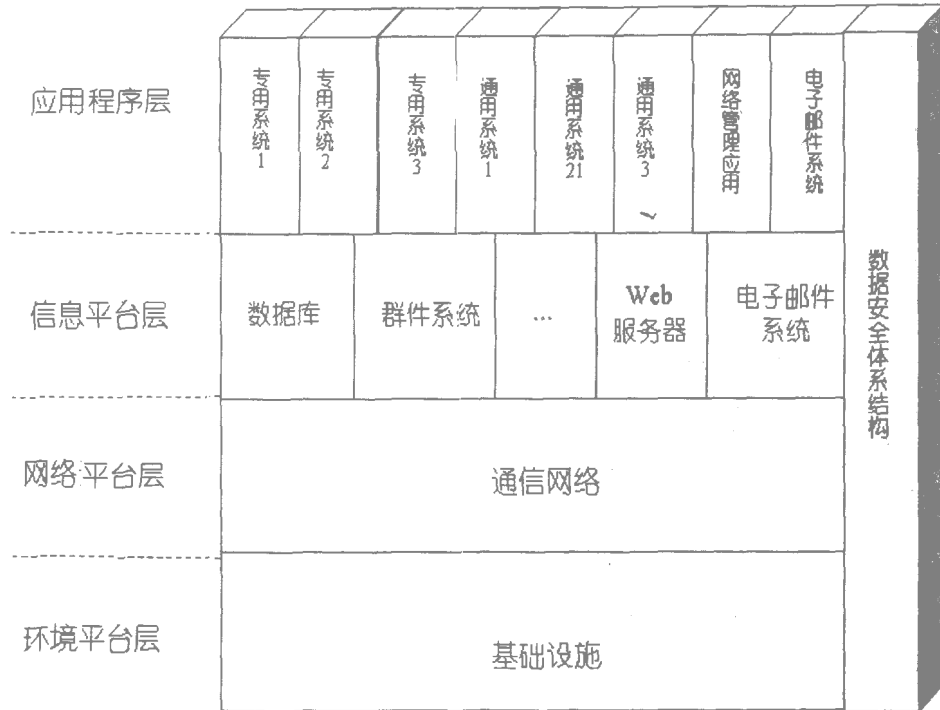 应用程序层
专用系统1
专用系统2
专用系统3
通用系统1
通用系统21
通用系统3
网络管理应用
电子邮件系统
信息平台层
数据库
群件系统
...
Web
服务器
电子邮件
系统
数据安全体系结构
网络平台层
通信网络
环境平台层
基础设施